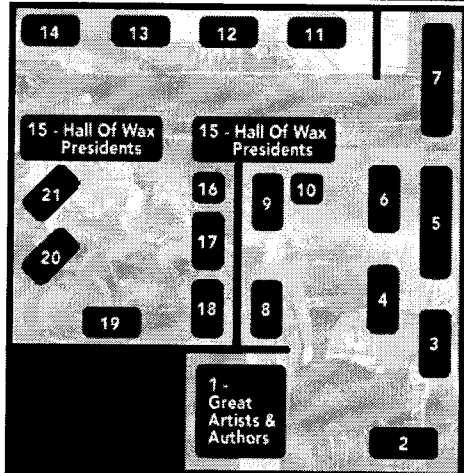 14
13
12
11
7
15 - Hall Of Wax
Presidents
15 - Hall Of Wax
Presidents
21
16
9
10
6
5
17
20
18
8
4
19
3
1 -
Great
Artists &
Authors
2